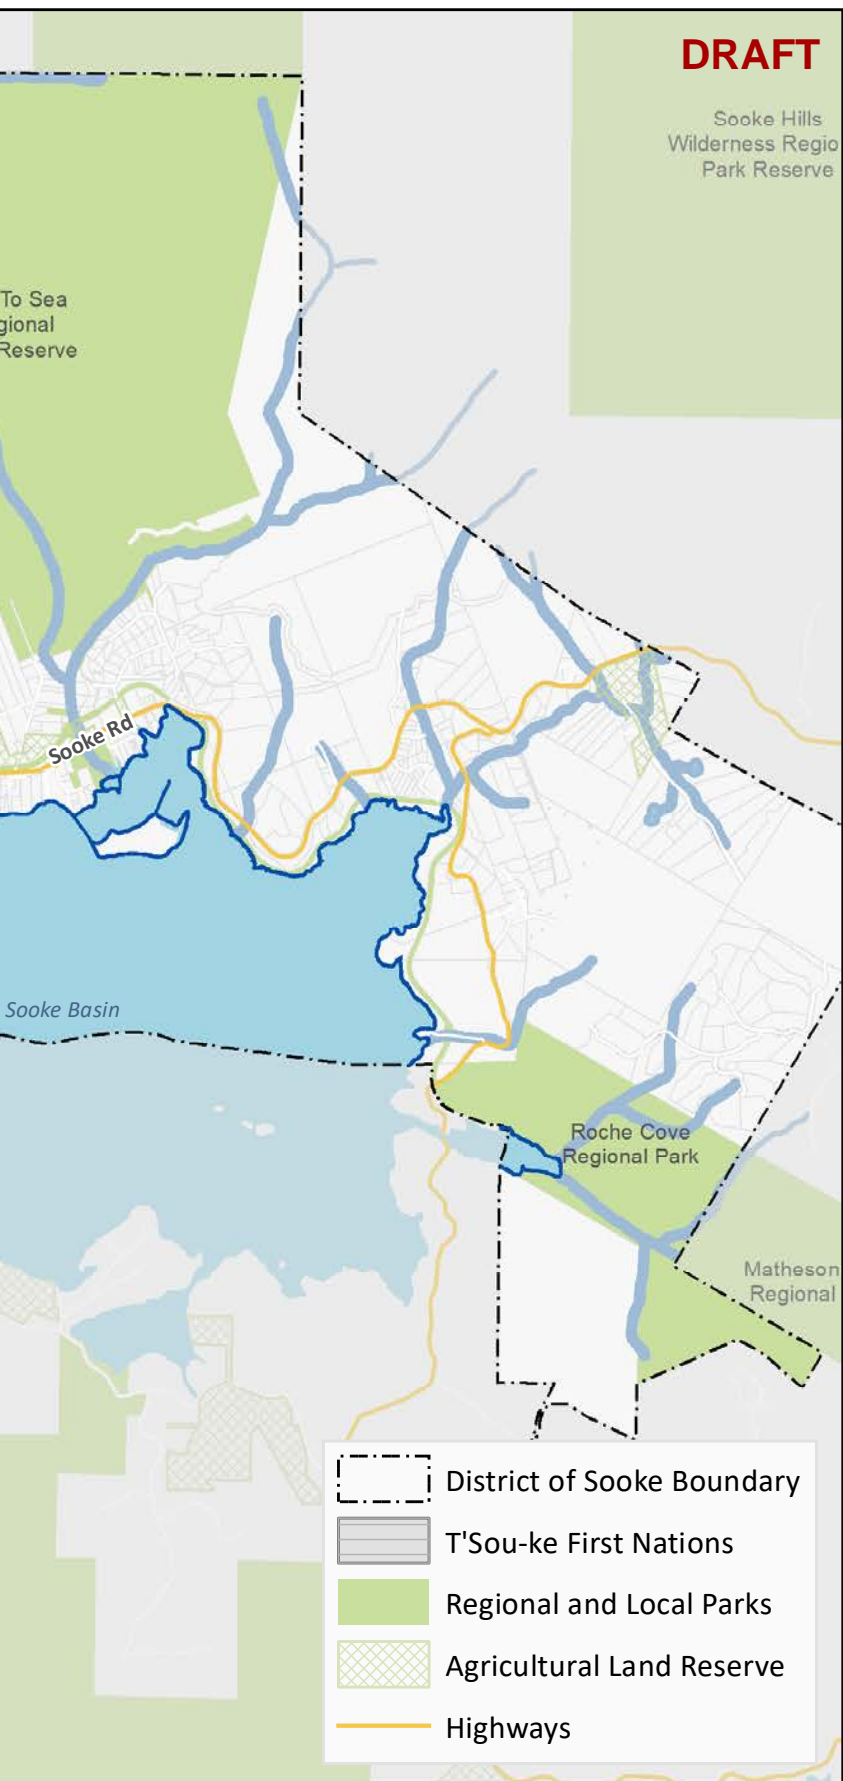 DRAFT
Sooke Hills
Wilderness Regio
Park Reserve
To Sea
gional
Reserve
Sooke Rd
Sooke Basin
Roche Cove
Regional Park
Matheson
Regional
District of Sooke Boundary
T'Sou-ke First Nations
Regional and Local Parks
Agricultural Land Reserve
Highways